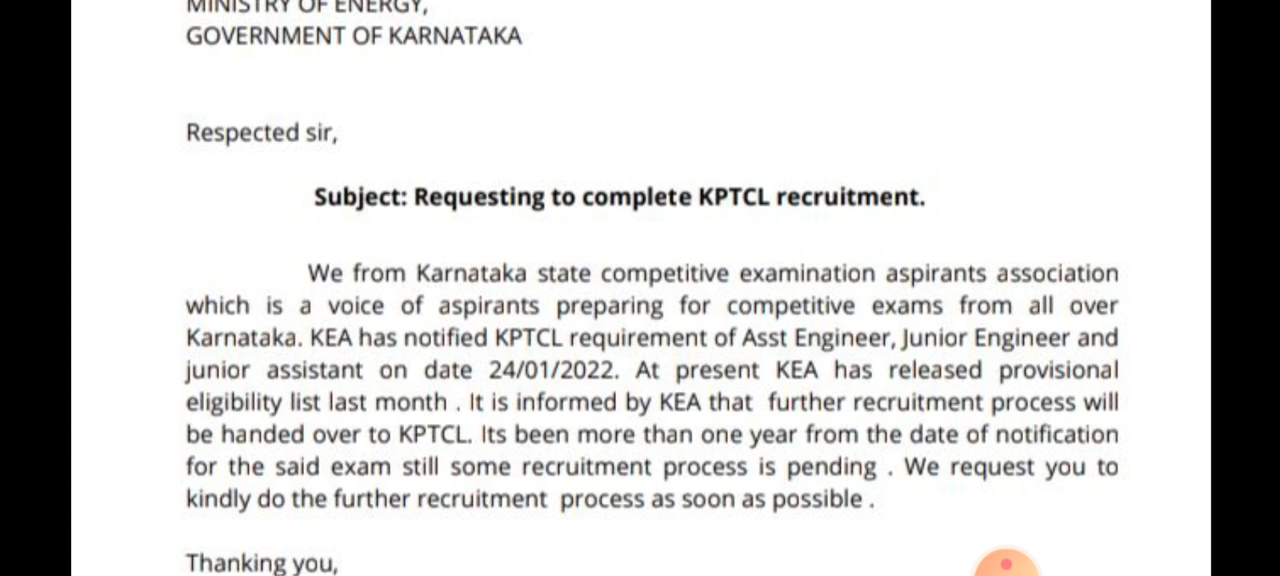 MINISTRY OF ENERGY,
GOVERNMENT OF KARNATAKA
Respected sir,
Subject: Requesting to complete KPTCL recruitment.
We from Karnataka state competitive examination aspirants association
which is a voice of aspirants preparing for competitive exams from all over
Karnataka. KEA has notified KPTCL requirement of Asst Engineer, Junior Engineer and
junior assistant on date 24/01/2022. At present KEA has released provisional
eligibility list last month . It is informed by KEA that further recruitment process will
be handed over to KPTCL. Its been more than one year from the date of notification
for the said exam still some recruitment process is pending . We request you to
kindly do the further recruitment process as soon as possible .
Thanking you,